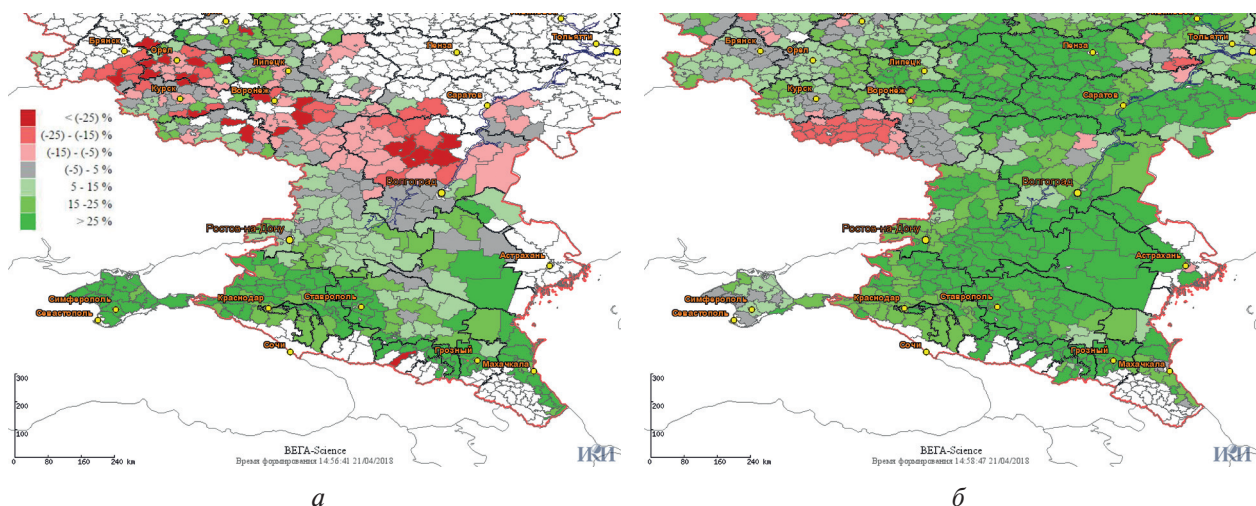 Брянск
Орел
Липецк
Курск
Воронеж
Пенза
Тольятти
Саратов
< (-25) %
(-25) - (-15) %
(-15) - (-5) %
(-5) - 5 %
5 - 15 %
15 -25 %
> 25 %
Волгоград
Ростов-на-Дону
Астрахань
Симферополь
Севастополь
Краснодар
Ставрополь
Сочи
Грозный
Махачкала
300
200
100
0 80 160 240 км
ВЕГА-Science
Время формирования 14:56:41 21/04/2018
ИКИ
а
Брянск
Орел
Липецк
Курск
Воронеж
Пенза
Тольятти
Саратов
Волгоград
Ростов-на-Дону
Астрахань
Симферополь
Севастополь
Краснодар
Ставрополь
Сочи
Грозный
Махачкала
300
200
100
0 80 160 240 км
ВЕГА-Science
Время формирования 14:58:47 21/04/2018
ИКИ
б